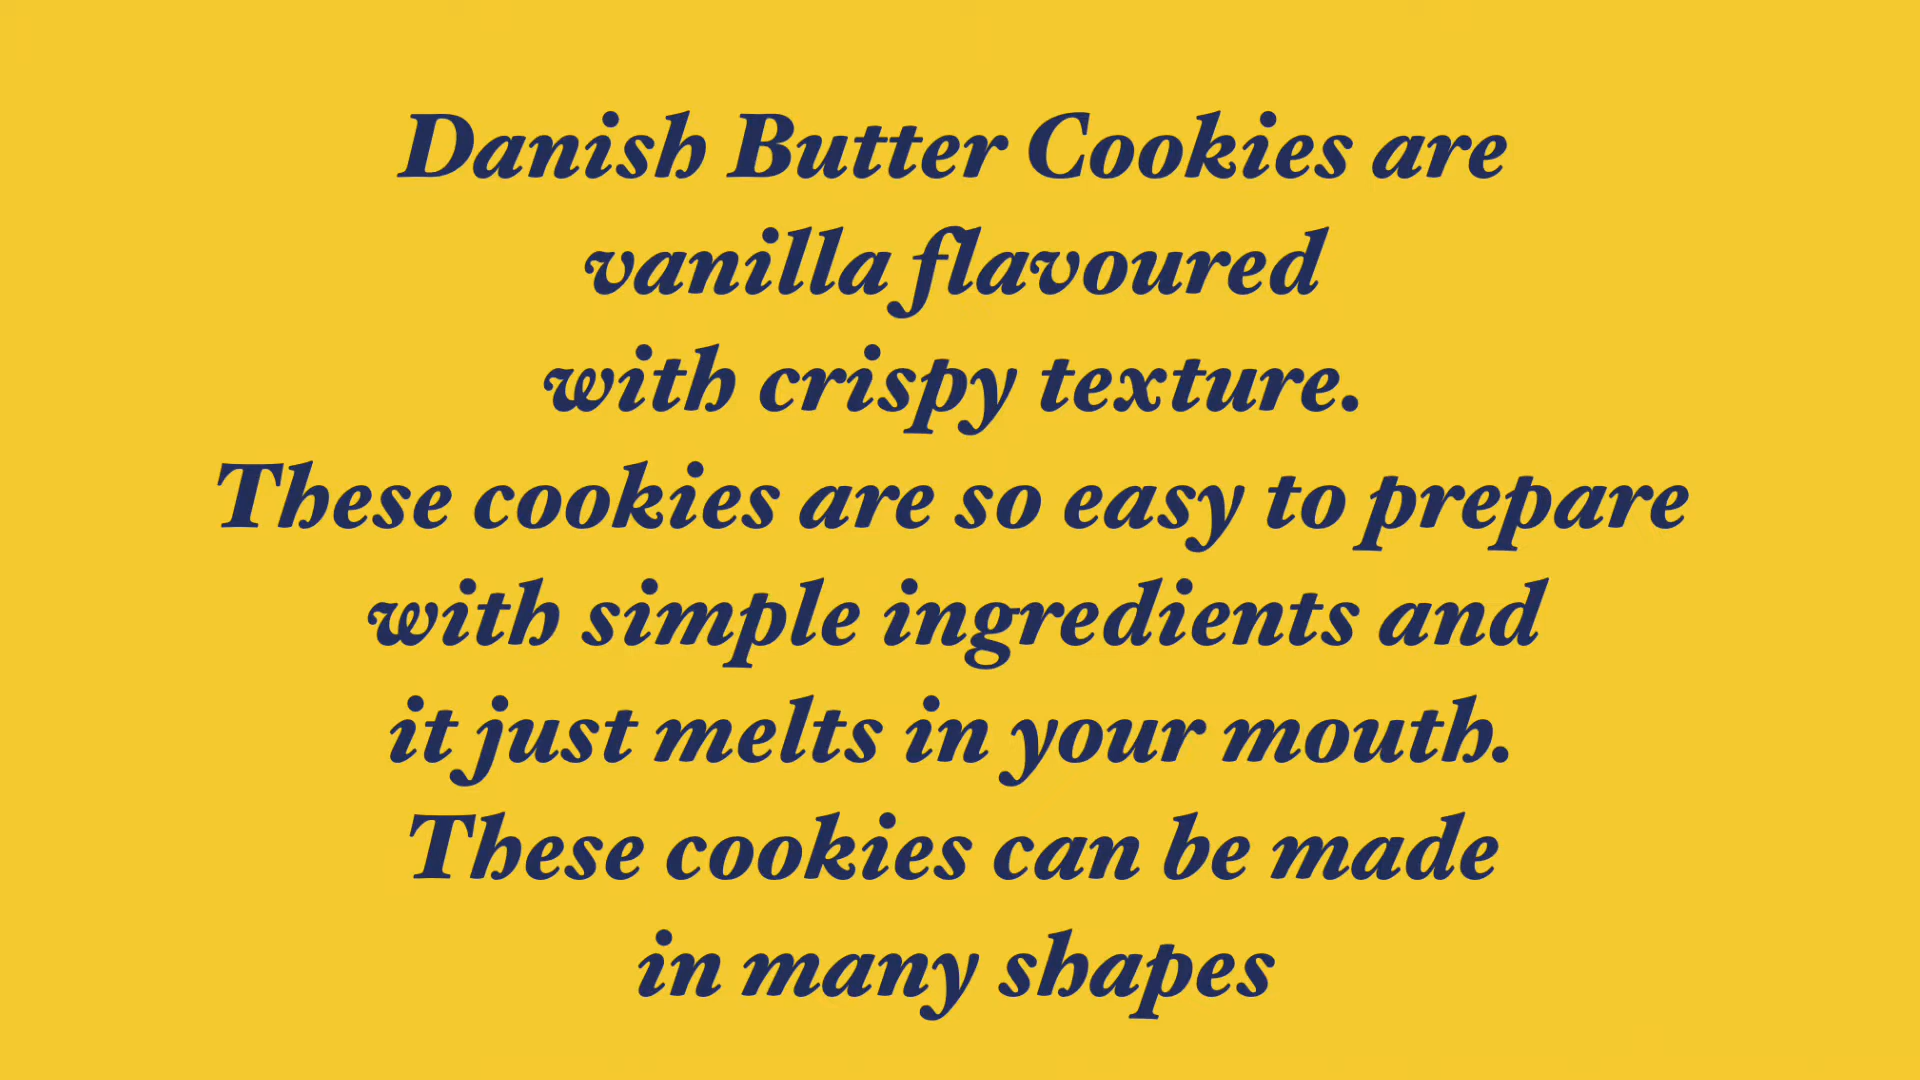 Danish Butter Cookies are
vanilla flavoured
with crispy texture.
These cookies are so easy to prepare
with simple ingredients and
it just melts in your mouth.
These cookies can be made
in many shapes